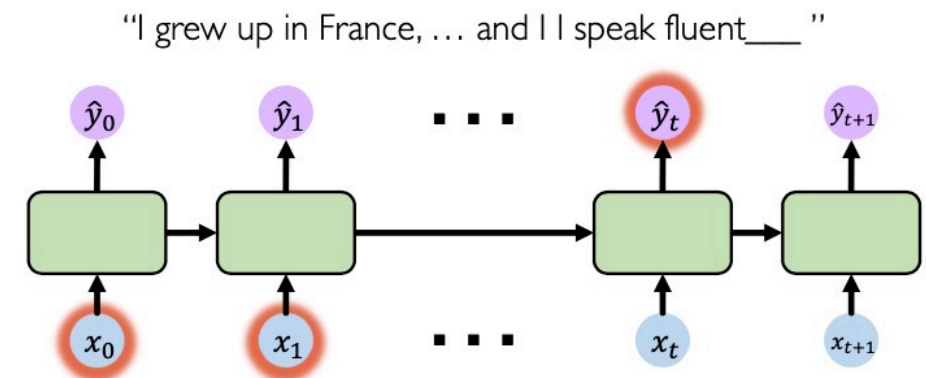 “I grew up in France, … and I I speak fluent___ ”
ŷ₀ ŷ₁ ... ŷₜ ŷₜ₊₁
x₀ x₁ ... xₜ xₜ₊₁